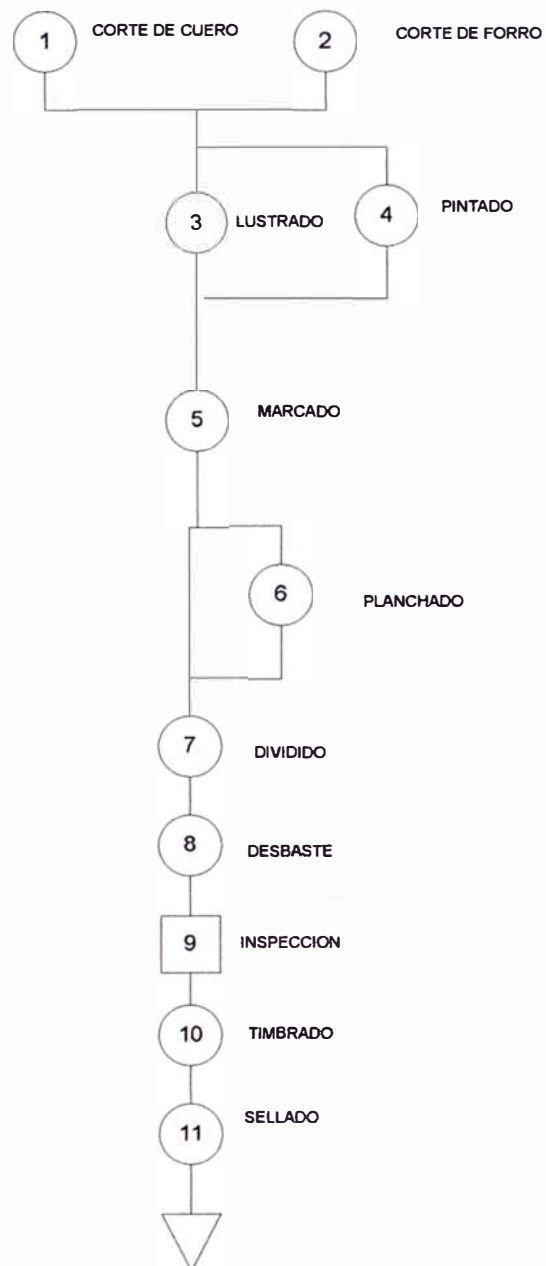 1 CORTE DE CUERO 2 CORTE DE FORRO
3 LUSTRADO 4 PINTADO
5 MARCADO
6 PLANCHADO
7 DIVIDIDO
8 DESBASTE
9 INSPECCION
10 TIMBRADO
11 SELLADO